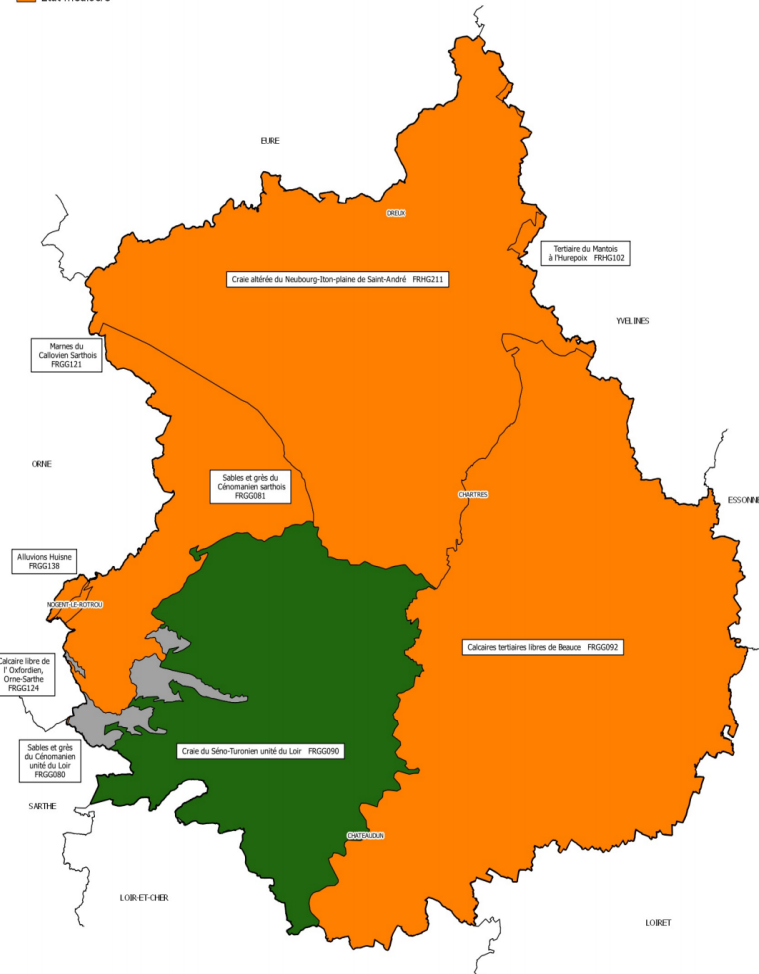 EURE
DREUX
Tertiaire du Mantois
à l'Hurepoix FRHG102
Craie altérée du Neubourg-Iton-plaine de Saint-André FRHG211
YVELINES
Marnes du
Callovien Sarthois
FRGG121
ORNE
Sables et grès du
Cénomanien sarthois
FRGG081
CHARTRES
ESSONNE
Alluvions Huisne
FRGG138
NOGENT-LE-ROTROU
Calcaires tertiaires libres de Beauce FRGG092
Calcaire libre de
l' Oxfordien,
Orne-Sarthe
FRGG124
Sables et grès
du Cénomanien
unité du Loir
FRGG080
Craie du Séno-Turonien unité du Loir FRGG090
SARTHE
CHATEAUDUN
LOIR-ET-CHER
LOIRET